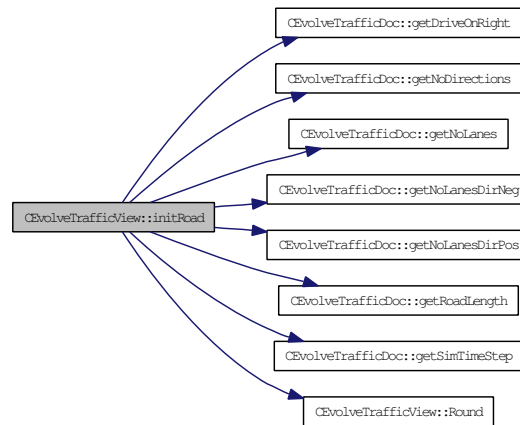 CEvolveTrafficDoc::getDriveOnRight
CEvolveTrafficDoc::getNoDirections
CEvolveTrafficDoc::getNoLanes
CEvolveTrafficDoc::getNoLanesDirNeg
CEvolveTrafficView::initRoad
CEvolveTrafficDoc::getNoLanesDirPos
CEvolveTrafficDoc::getRoadLength
CEvolveTrafficDoc::getSimTimeStep
CEvolveTrafficView::Round